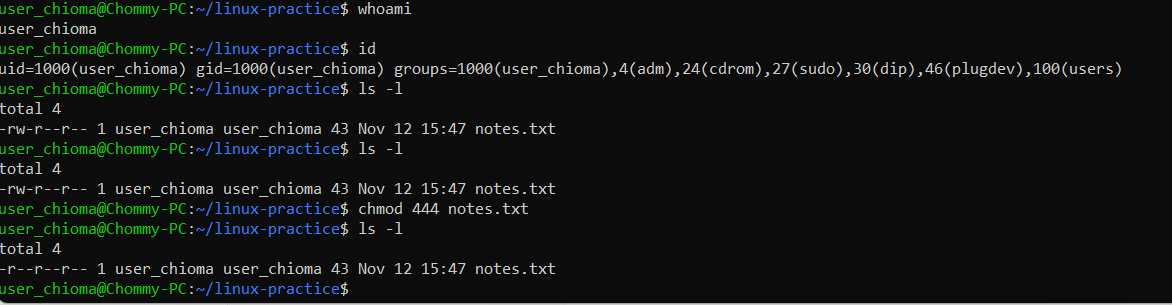 user_chioma@Chommy-PC:~/linux-practice$ whoami
user_chioma
user_chioma@Chommy-PC:~/linux-practice$ id
uid=1000(user_chioma) gid=1000(user_chioma) groups=1000(user_chioma),4(adm),24(cdrom),27(sudo),30(dip),46(plugdev),100(users)
user_chioma@Chommy-PC:~/linux-practice$ ls -l
total 4
-rw-r--r-- 1 user_chioma user_chioma 43 Nov 12 15:47 notes.txt
user_chioma@Chommy-PC:~/linux-practice$ ls -l
total 4
-rw-r--r-- 1 user_chioma user_chioma 43 Nov 12 15:47 notes.txt
user_chioma@Chommy-PC:~/linux-practice$ chmod 444 notes.txt
user_chioma@Chommy-PC:~/linux-practice$ ls -l
total 4
-r--r--r-- 1 user_chioma user_chioma 43 Nov 12 15:47 notes.txt
user_chioma@Chommy-PC:~/linux-practice$